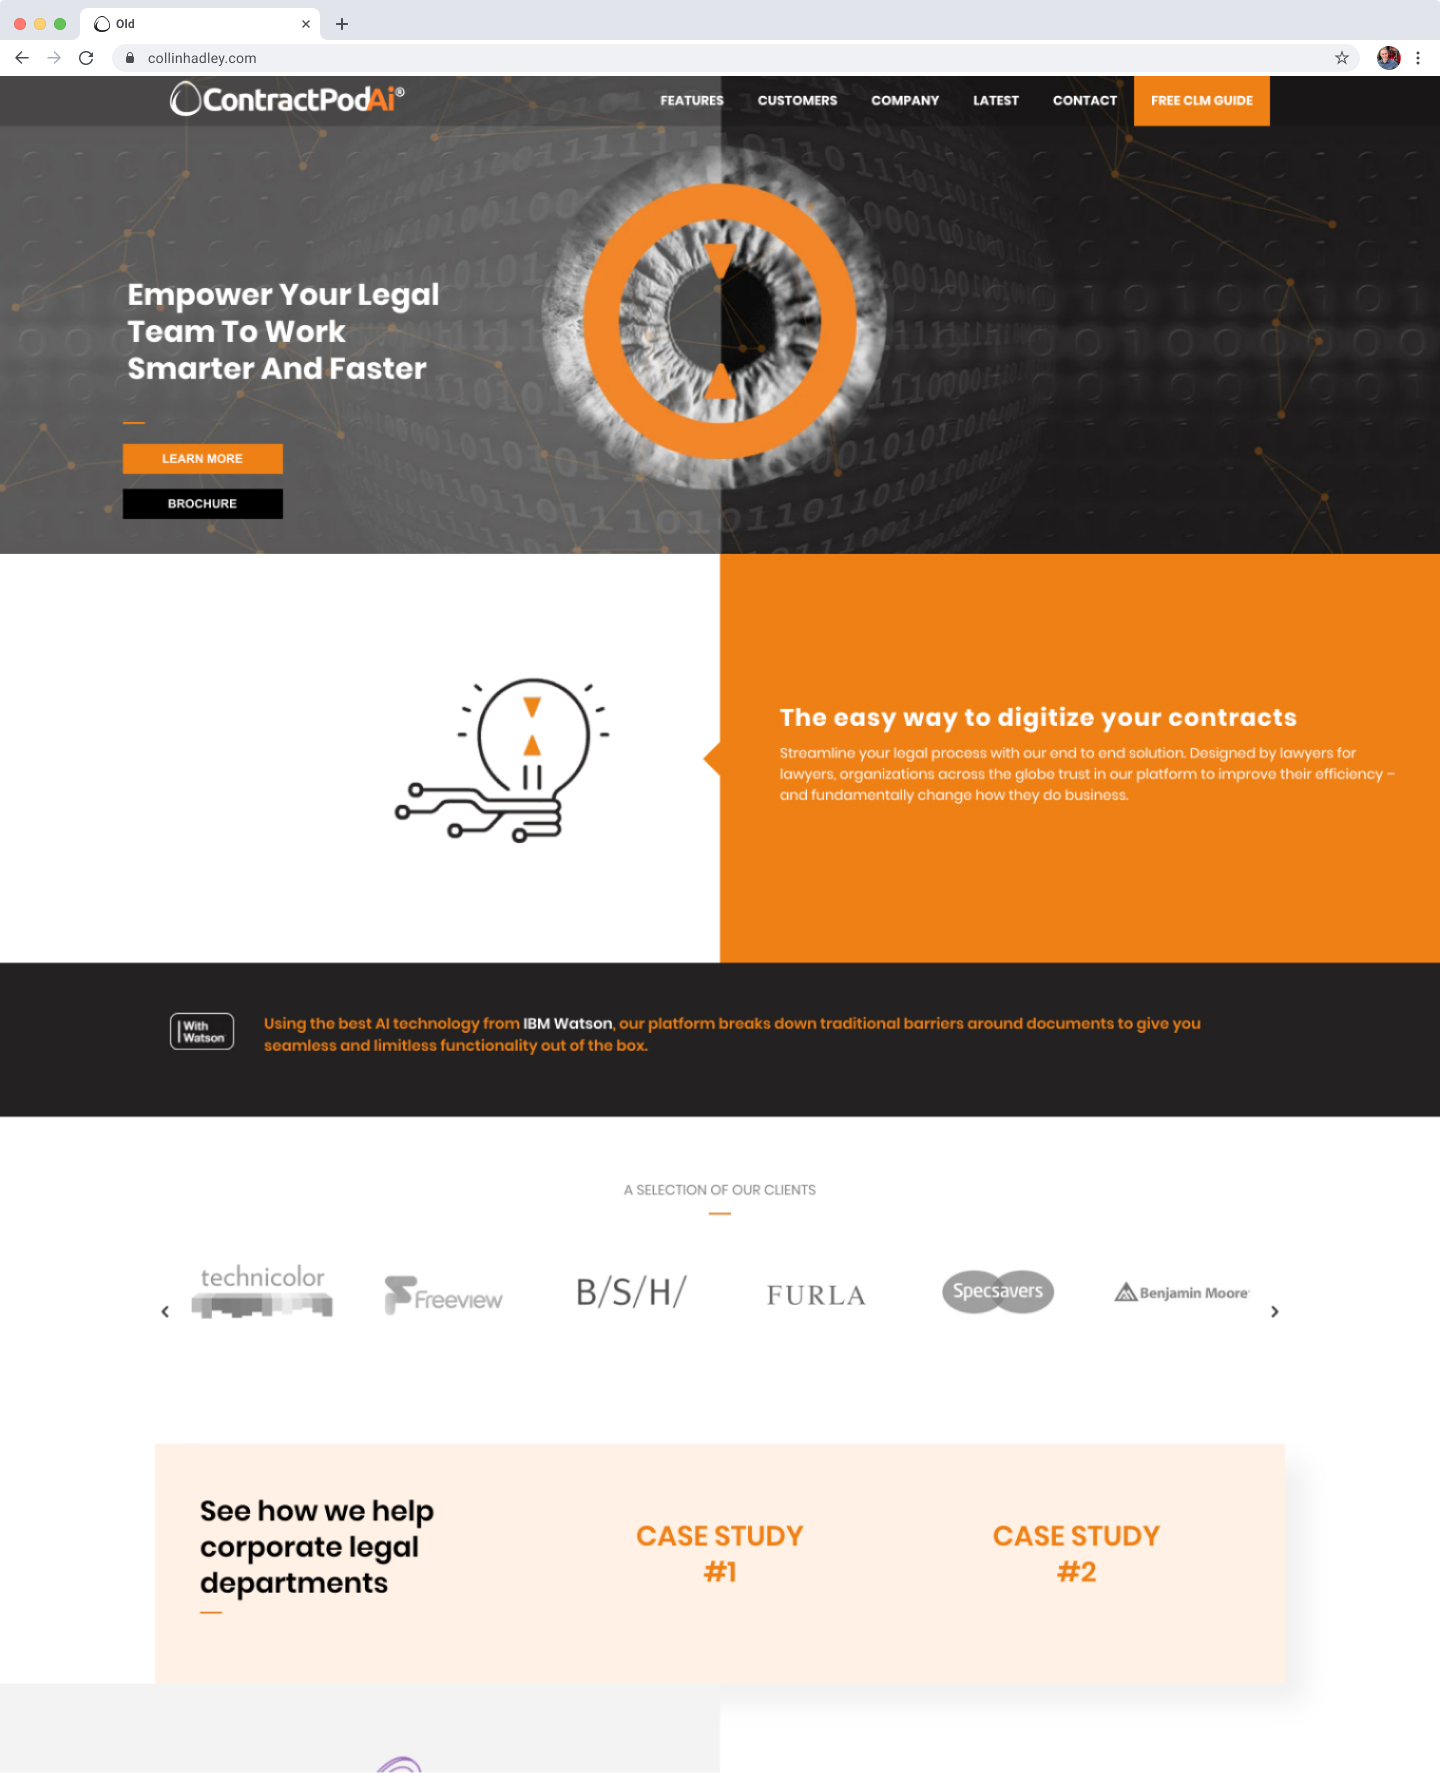 Old
collinhadley.com
ContractPodAi®
FEATURES
CUSTOMERS
COMPANY
LATEST
CONTACT
FREE CLM GUIDE
Empower Your Legal
Team To Work
Smarter And Faster
LEARN MORE
BROCHURE
The easy way to digitize your contracts
Streamline your legal process with our end to end solution. Designed by lawyers for
lawyers, organizations across the globe trust in our platform to improve their efficiency –
and fundamentally change how they do business.
With
Watson
Using the best AI technology from IBM Watson, our platform breaks down traditional barriers around documents to give you
seamless and limitless functionality out of the box.
A SELECTION OF OUR CLIENTS
technicolor
Freeview
B/S/H/
FURLA
Specsavers
Benjamin Moore
See how we help
corporate legal
departments
CASE STUDY
#1
CASE STUDY
#2